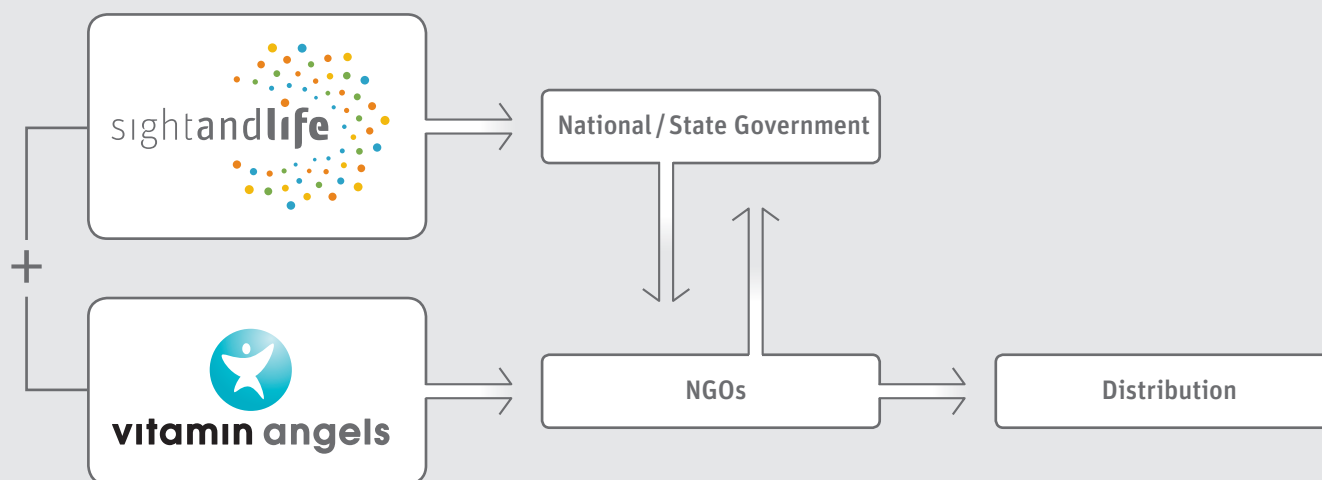 sightandlife
National / State Government
+
vitamin angels
NGOs
Distribution